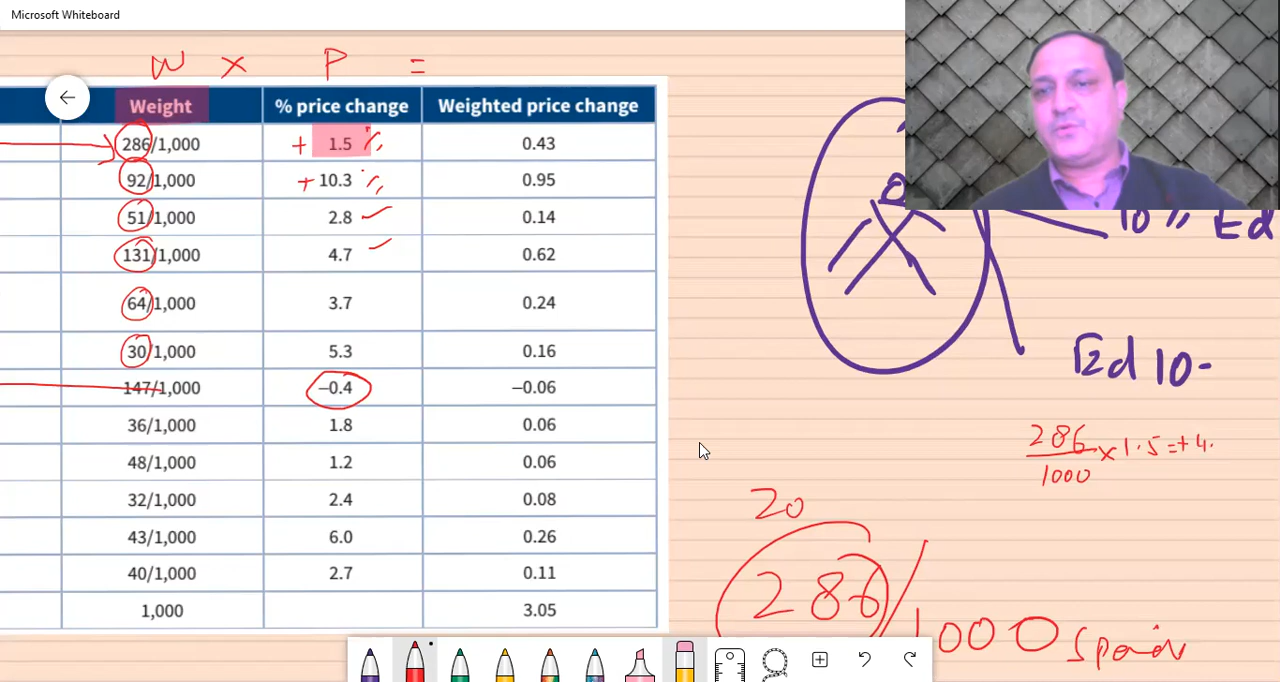 Microsoft Whiteboard
W x P =
Weight % price change Weighted price change
286/1,000 + 1.5 % 0.43
92/1,000 + 10.3 % 0.95
51/1,000 2.8 0.14
131/1,000 4.7 0.62
64/1,000 3.7 0.24
30/1,000 5.3 0.16
147/1,000 –0.4 –0.06
36/1,000 1.8 0.06
48/1,000 1.2 0.06
32/1,000 2.4 0.08
43/1,000 6.0 0.26
40/1,000 2.7 0.11
1,000 3.05
10 % Ed
Ed 10-
286
1000
x 1.5 = +4.
20
286/1000 Spain